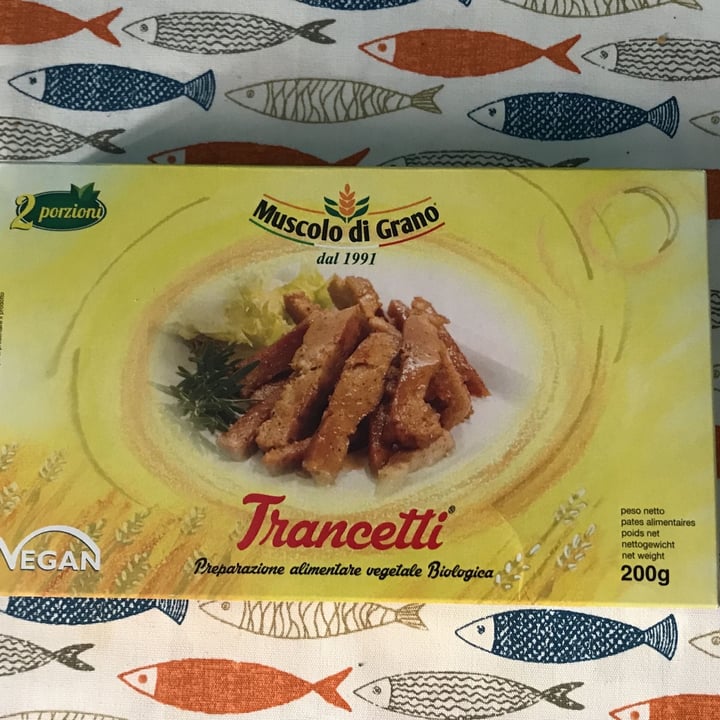 2 porzioni
Muscolo di Grano®
dal 1991
Trancetti®
Preparazione alimentare vegetale Biologica
VEGAN
peso netto
pates alimentaires
poids net
nettogewicht
net weight
200g